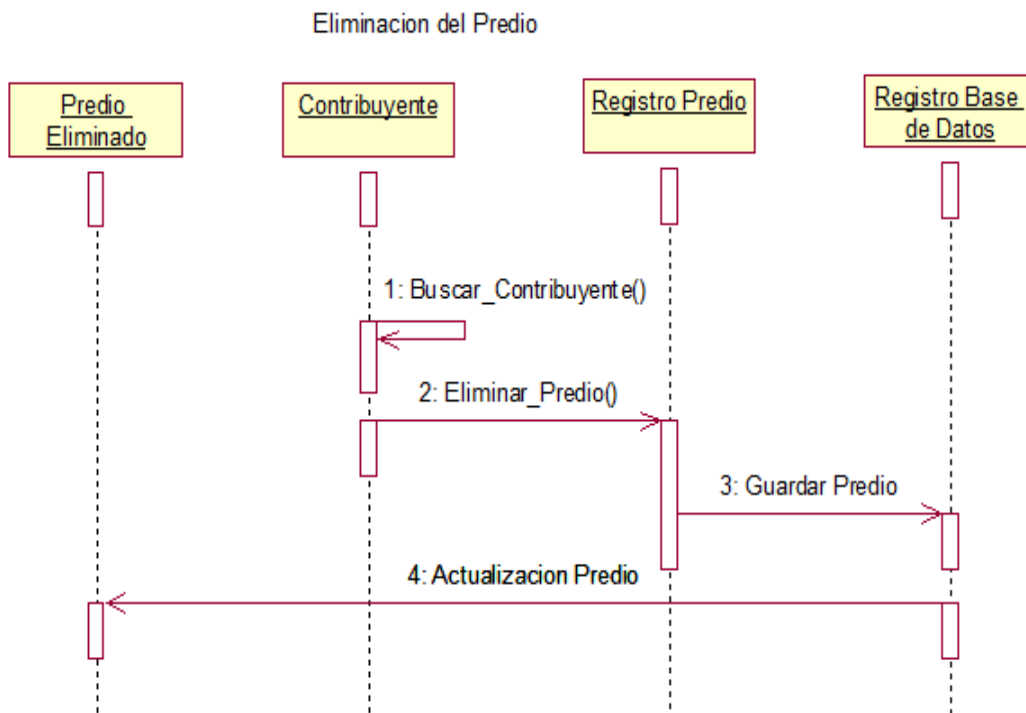 Eliminacion del Predio
Predio
Eliminado
Contribuyente
Registro Predio
Registro Base
de Datos
1: Buscar_Contribuyente()
2: Eliminar_Predio()
3: Guardar Predio
4: Actualizacion Predio